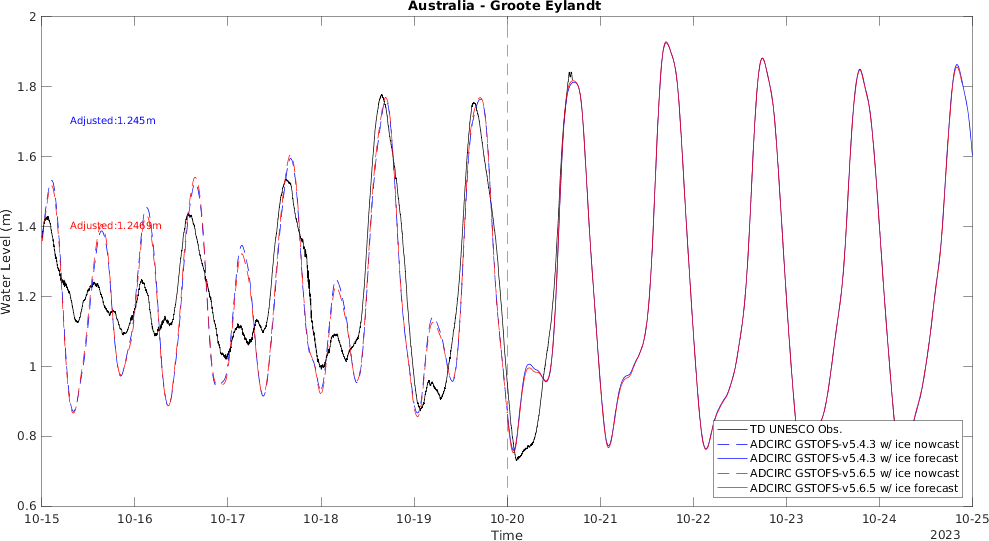 Australia - Groote Eylandt
2
1.8
1.6
1.4
1.2
1
0.8
0.6
Water Level (m)
Adjusted:1.245m
Adjusted:1.2469m
TD UNESCO Obs.
ADCIRC GSTOFS-v5.4.3 w/ ice nowcast
ADCIRC GSTOFS-v5.4.3 w/ ice forecast
ADCIRC GSTOFS-v5.6.5 w/ ice nowcast
ADCIRC GSTOFS-v5.6.5 w/ ice forecast
10-15 10-16 10-17 10-18 10-19 10-20 10-21 10-22 10-23 10-24 10-25
Time
2023